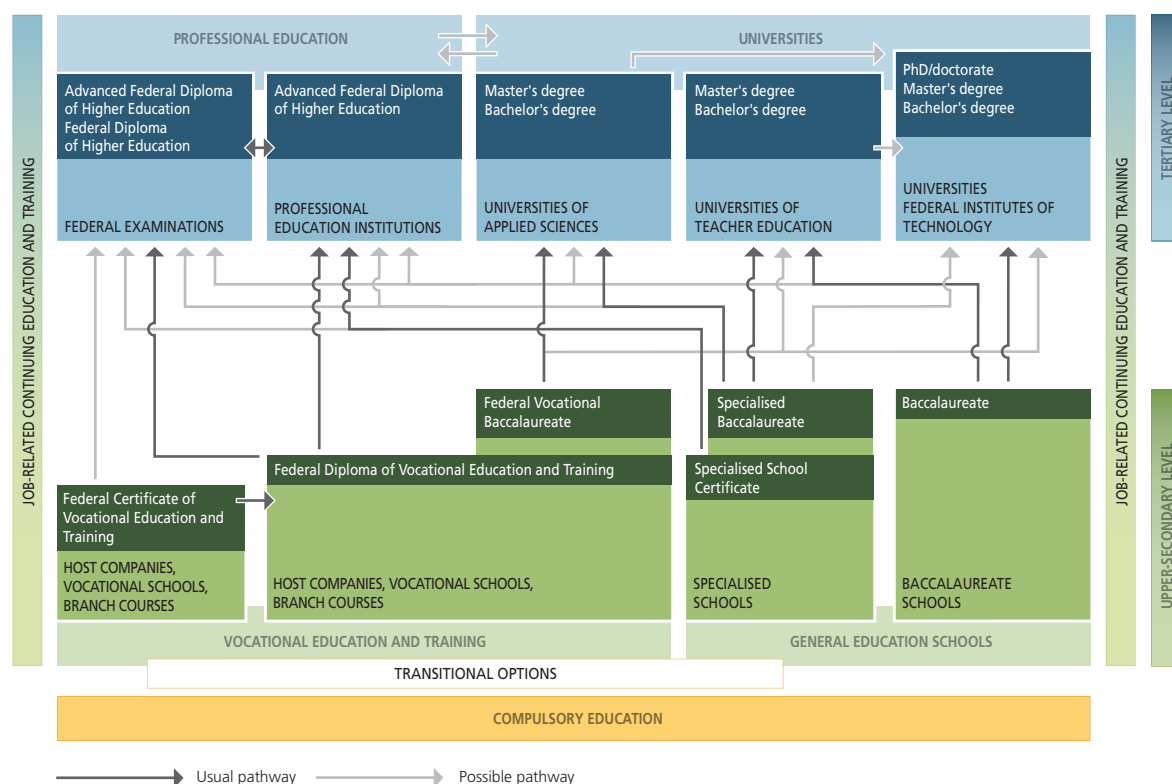 PROFESSIONAL EDUCATION
UNIVERSITIES
Advanced Federal Diploma
of Higher Education
Federal Diploma
of Higher Education
FEDERAL EXAMINATIONS
Advanced Federal Diploma
of Higher Education
PROFESSIONAL
EDUCATION INSTITUTIONS
Master's degree
Bachelor's degree
UNIVERSITIES OF
APPLIED SCIENCES
Master's degree
Bachelor's degree
UNIVERSITIES OF
TEACHER EDUCATION
PhD/doctorate
Master's degree
Bachelor's degree
UNIVERSITIES
FEDERAL INSTITUTES OF
TECHNOLOGY
JOB-RELATED CONTINUING EDUCATION AND TRAINING
JOB-RELATED CONTINUING EDUCATION AND TRAINING
TERTIARY LEVEL
UPPER-SECONDARY LEVEL
Federal Vocational
Baccalaureate
Specialised
Baccalaureate
Baccalaureate
Federal Diploma of Vocational Education and Training
Specialised School
Certificate
Federal Certificate of
Vocational Education and
Training
HOST COMPANIES,
VOCATIONAL SCHOOLS,
BRANCH COURSES
HOST COMPANIES, VOCATIONAL SCHOOLS,
BRANCH COURSES
SPECIALISED
SCHOOLS
BACCALAUREATE
SCHOOLS
VOCATIONAL EDUCATION AND TRAINING
GENERAL EDUCATION SCHOOLS
TRANSITIONAL OPTIONS
COMPULSORY EDUCATION
Usual pathway
Possible pathway